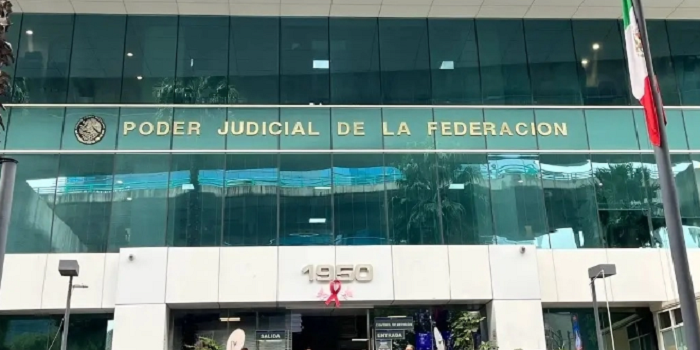 PODER JUDICIAL DE LA FEDERACION
1950
SALIDA
ENTRADA